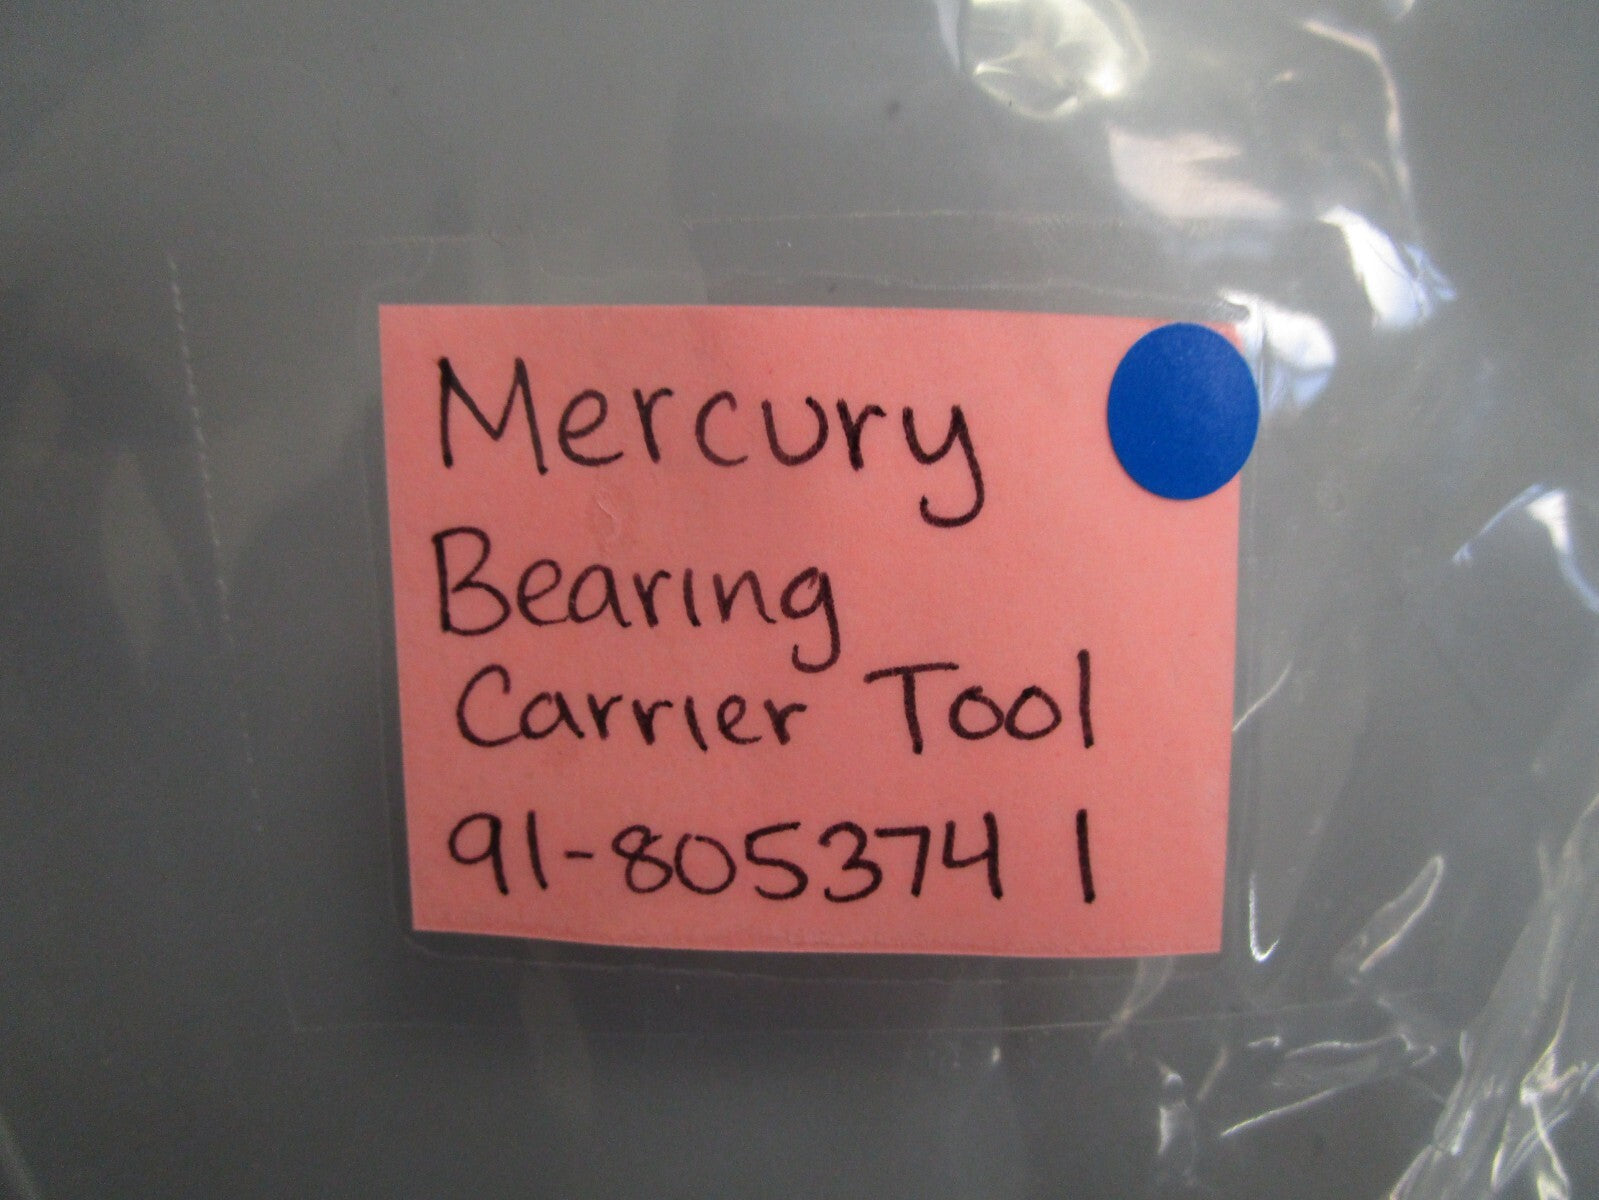 Mercury
Bearing
Carrier Tool
91-805374 1